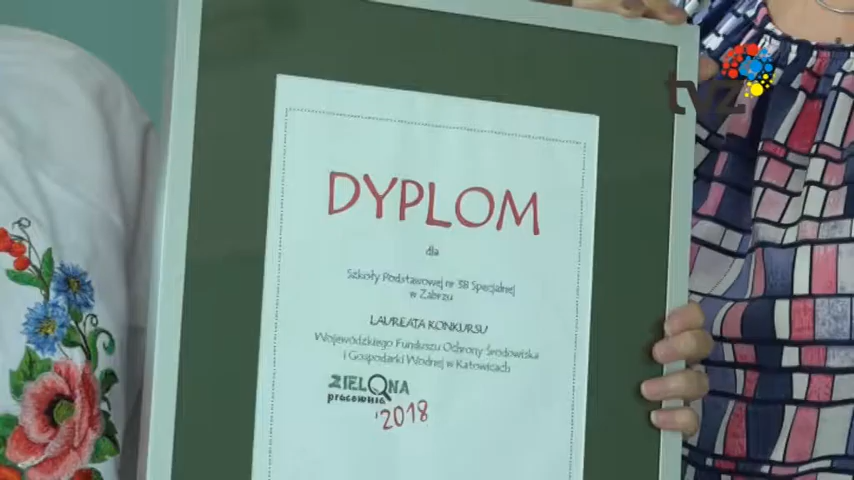 tvz
DYPLOM
dla
Szkoły Podstawowej nr 38 Specjalnej
w Zabrzu
LAUREATA KONKURSU
Wojewódzkiego Funduszu Ochrony Środowiska
i Gospodarki Wodnej w Katowicach
ZIELONA
pracownia
'2018